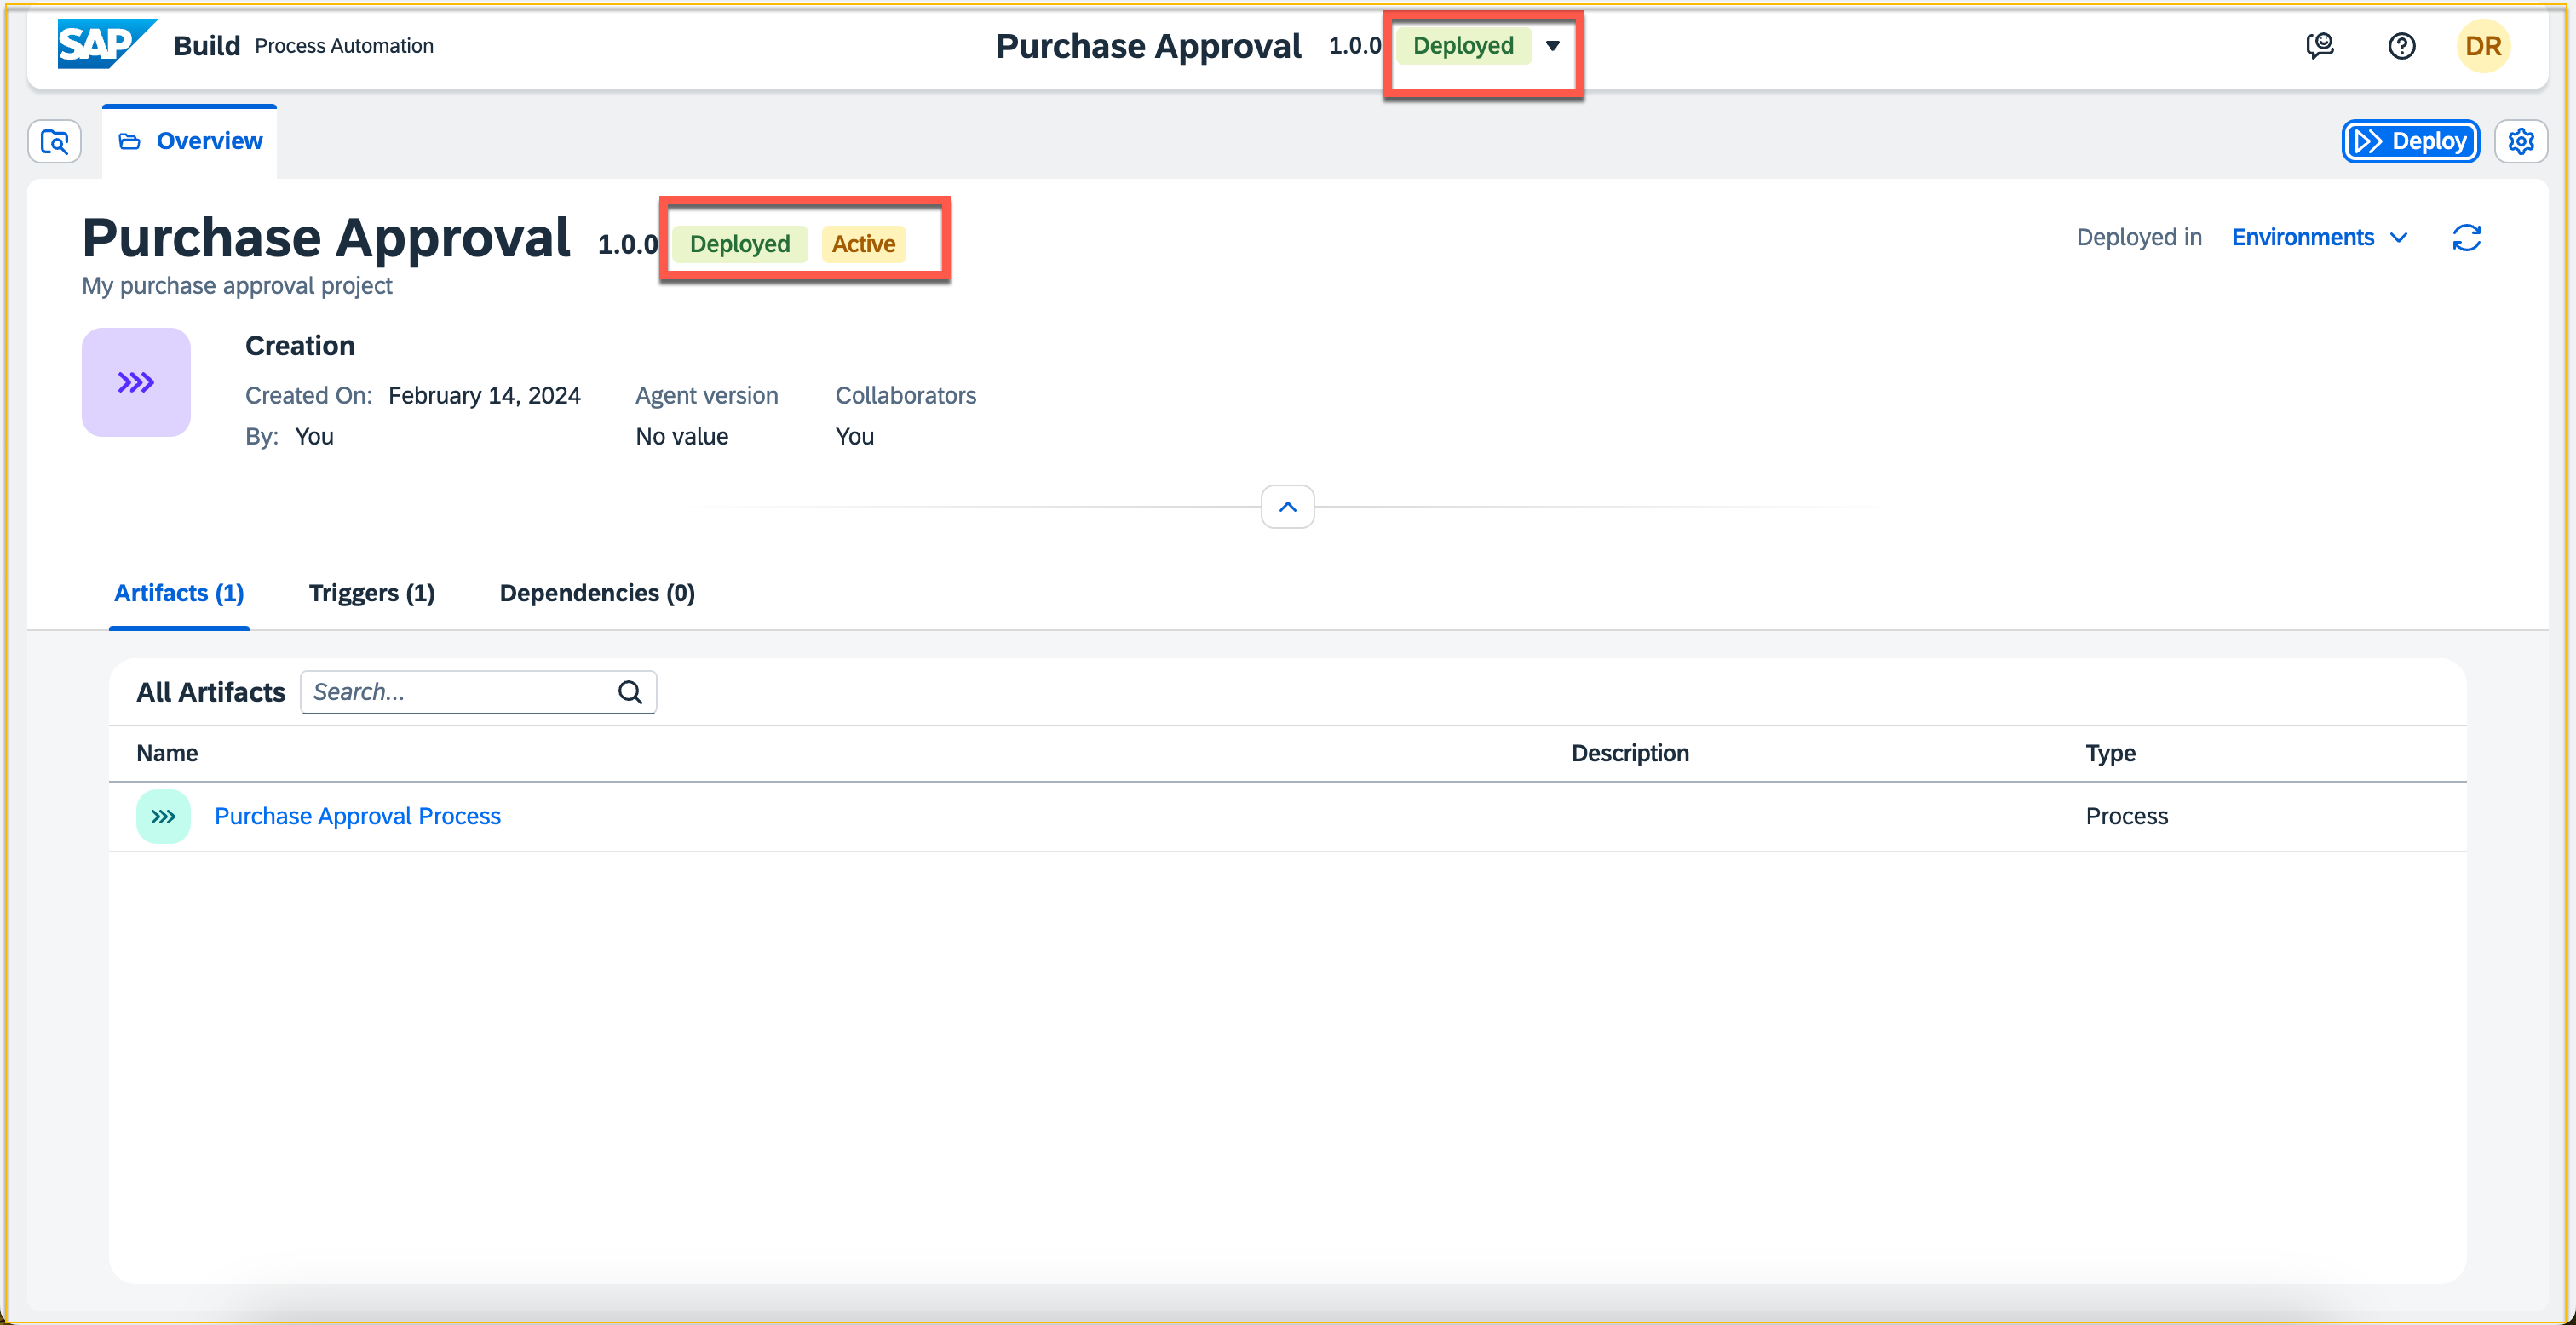 SAP Build Process Automation Purchase Approval 1.0.0 Deployed DR
Overview Deploy
Purchase Approval 1.0.0 Deployed Active Deployed in Environments
My purchase approval project
Creation
Created On: February 14, 2024 Agent version Collaborators
By: You No value You
Artifacts (1) Triggers (1) Dependencies (0)
All Artifacts Search...
Name Description Type
Purchase Approval Process Process